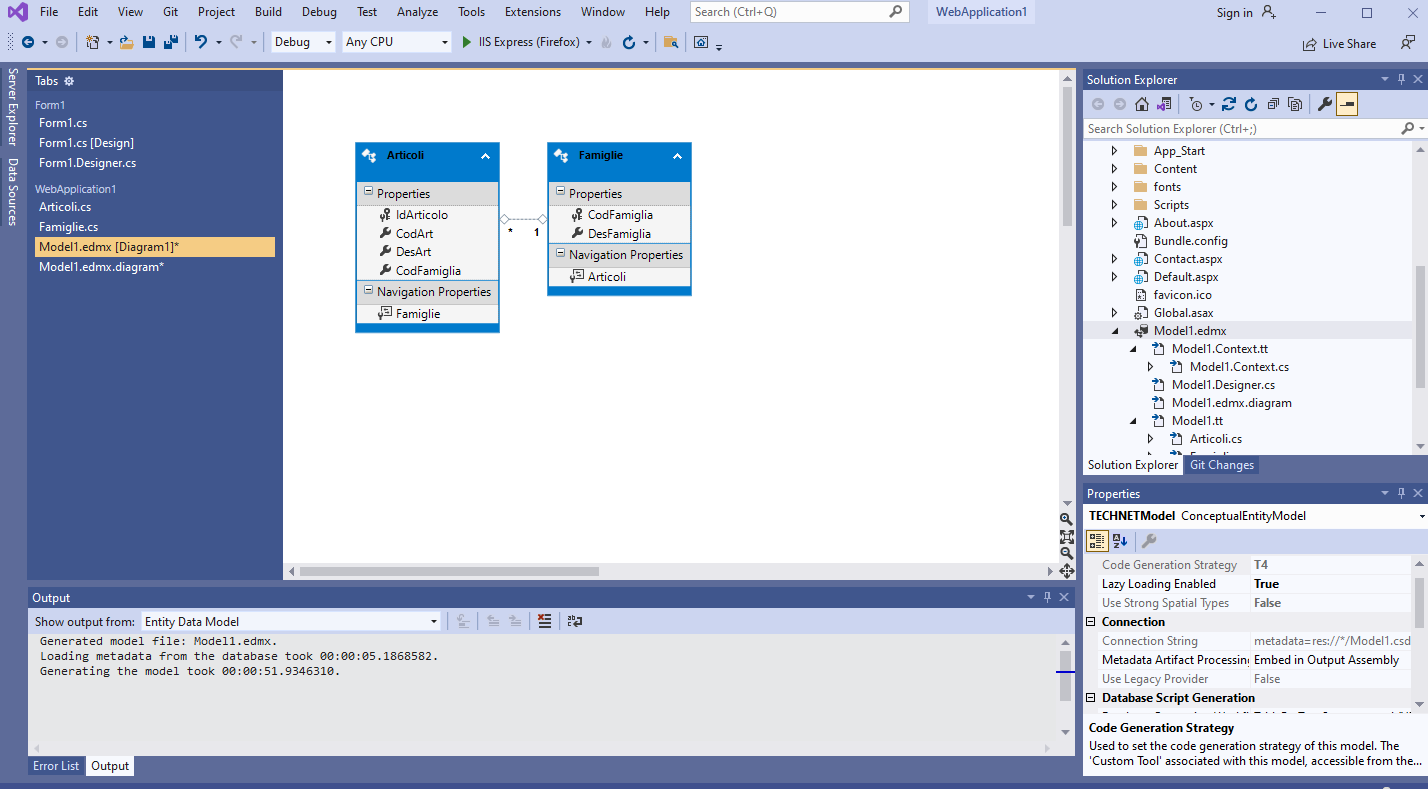 File Edit View Git Project Build Debug Test Analyze Tools Extensions Window Help Search (Ctrl+Q) WebApplication1 Sign in
Debug Any CPU IIS Express (Firefox) Live Share
Server Explorer
Data Sources
Tabs
Form1
Form1.cs
Form1.cs [Design]
Form1.Designer.cs
WebApplication1
Articoli.cs
Famiglie.cs
Model1.edmx [Diagram1]*
Model1.edmx.diagram*
Articoli
Properties
IdArticolo
CodArt
DesArt
CodFamiglia
Navigation Properties
Famiglie
* 1
Famiglie
Properties
CodFamiglia
DesFamiglia
Navigation Properties
Articoli
Output
Show output from: Entity Data Model
Generated model file: Model1.edmx.
Loading metadata from the database took 00:00:05.1868582.
Generating the model took 00:00:51.9346310.
Error List Output
Solution Explorer
Search Solution Explorer (Ctrl+;)
App_Start
Content
fonts
Scripts
About.aspx
Bundle.config
Contact.aspx
Default.aspx
favicon.ico
Global.asax
Model1.edmx
Model1.Context.tt
Model1.Context.cs
Model1.Designer.cs
Model1.edmx.diagram
Model1.tt
Articoli.cs
Solution Explorer Git Changes
Properties
TECHNETModel ConceptualEntityModel
Code Generation Strategy T4
Lazy Loading Enabled True
Use Strong Spatial Types False
Connection
Connection String metadata=res://*/Model1.csd
Metadata Artifact Processing Embed in Output Assembly
Use Legacy Provider False
Database Script Generation
Code Generation Strategy
Used to set the code generation strategy of this model. The
'Custom Tool' associated with this model, accessible from the...